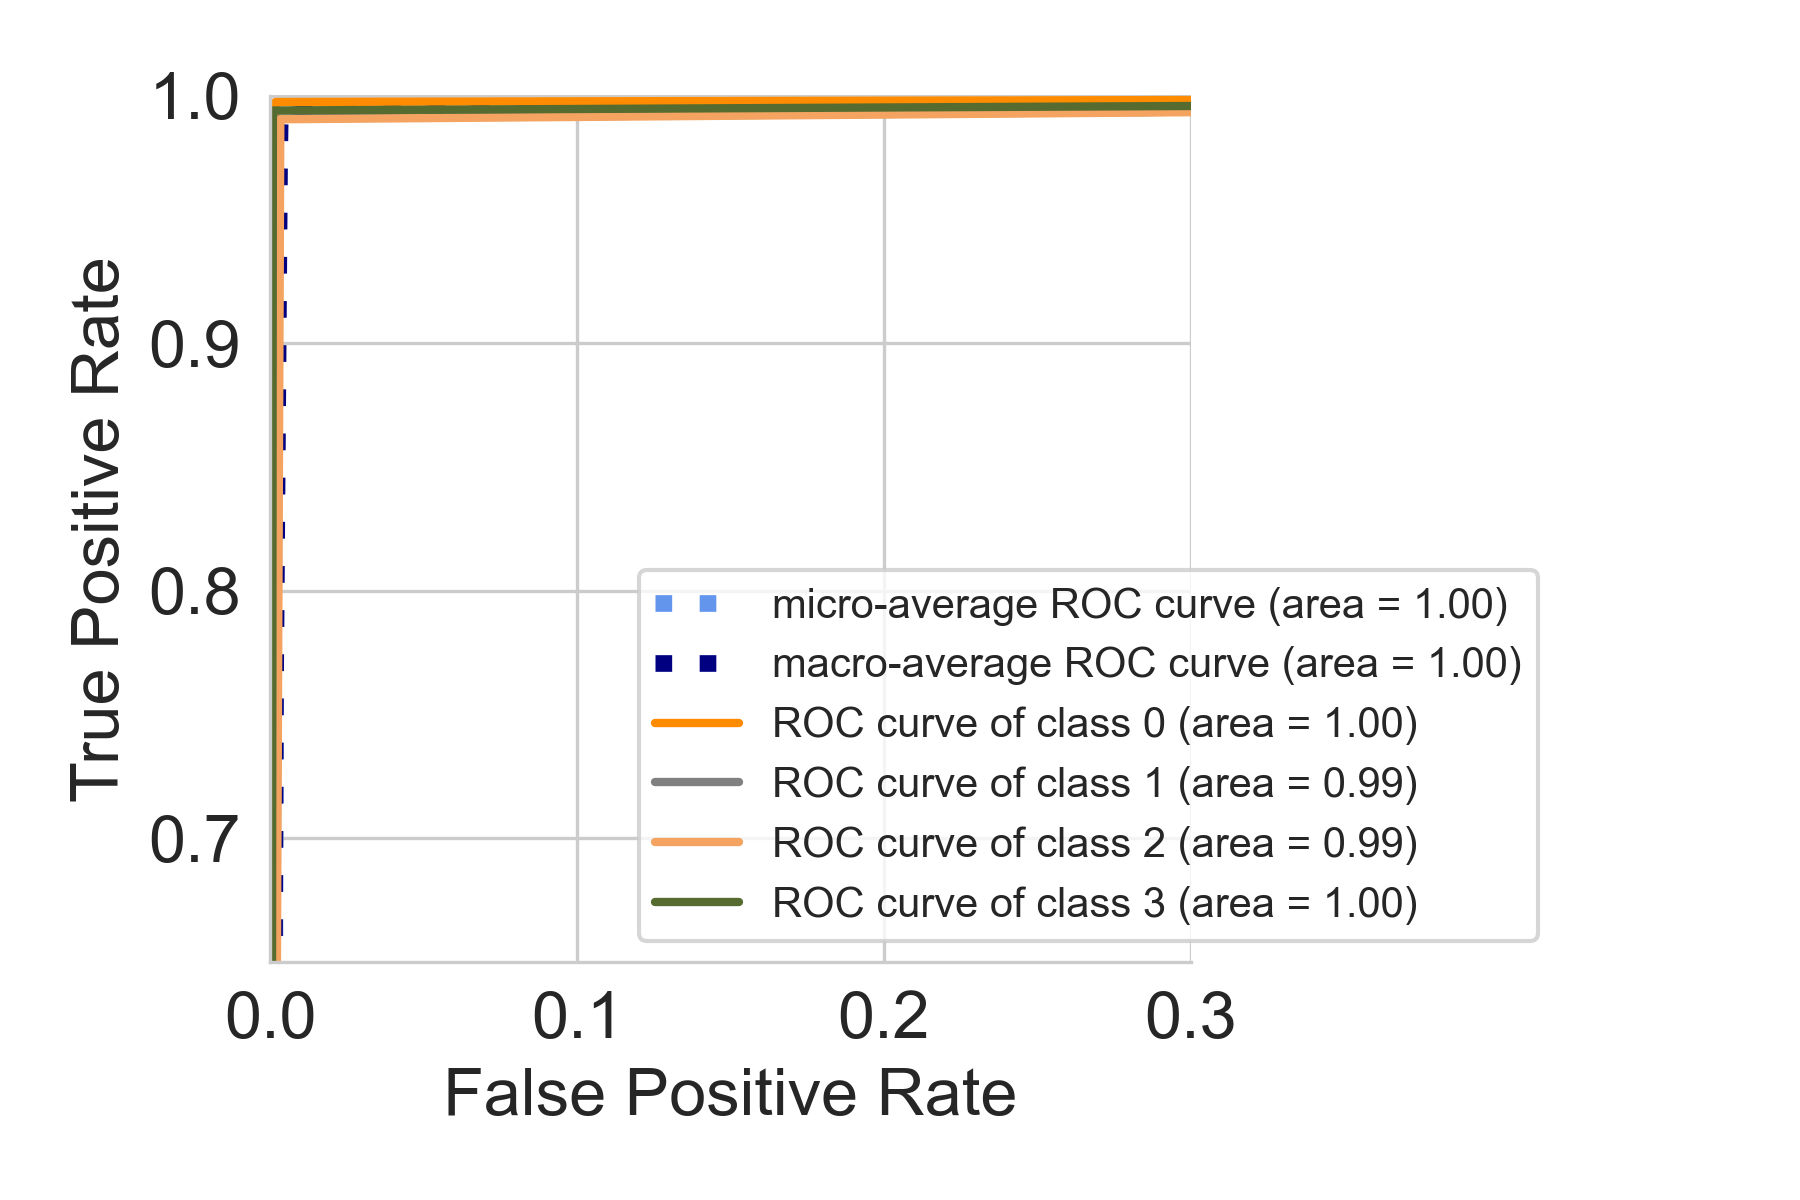 1.0
0.9
0.8
0.7
True Positive Rate
micro-average ROC curve (area = 1.00)
macro-average ROC curve (area = 1.00)
ROC curve of class 0 (area = 1.00)
ROC curve of class 1 (area = 0.99)
ROC curve of class 2 (area = 0.99)
ROC curve of class 3 (area = 1.00)
0.0 0.1 0.2 0.3
False Positive Rate